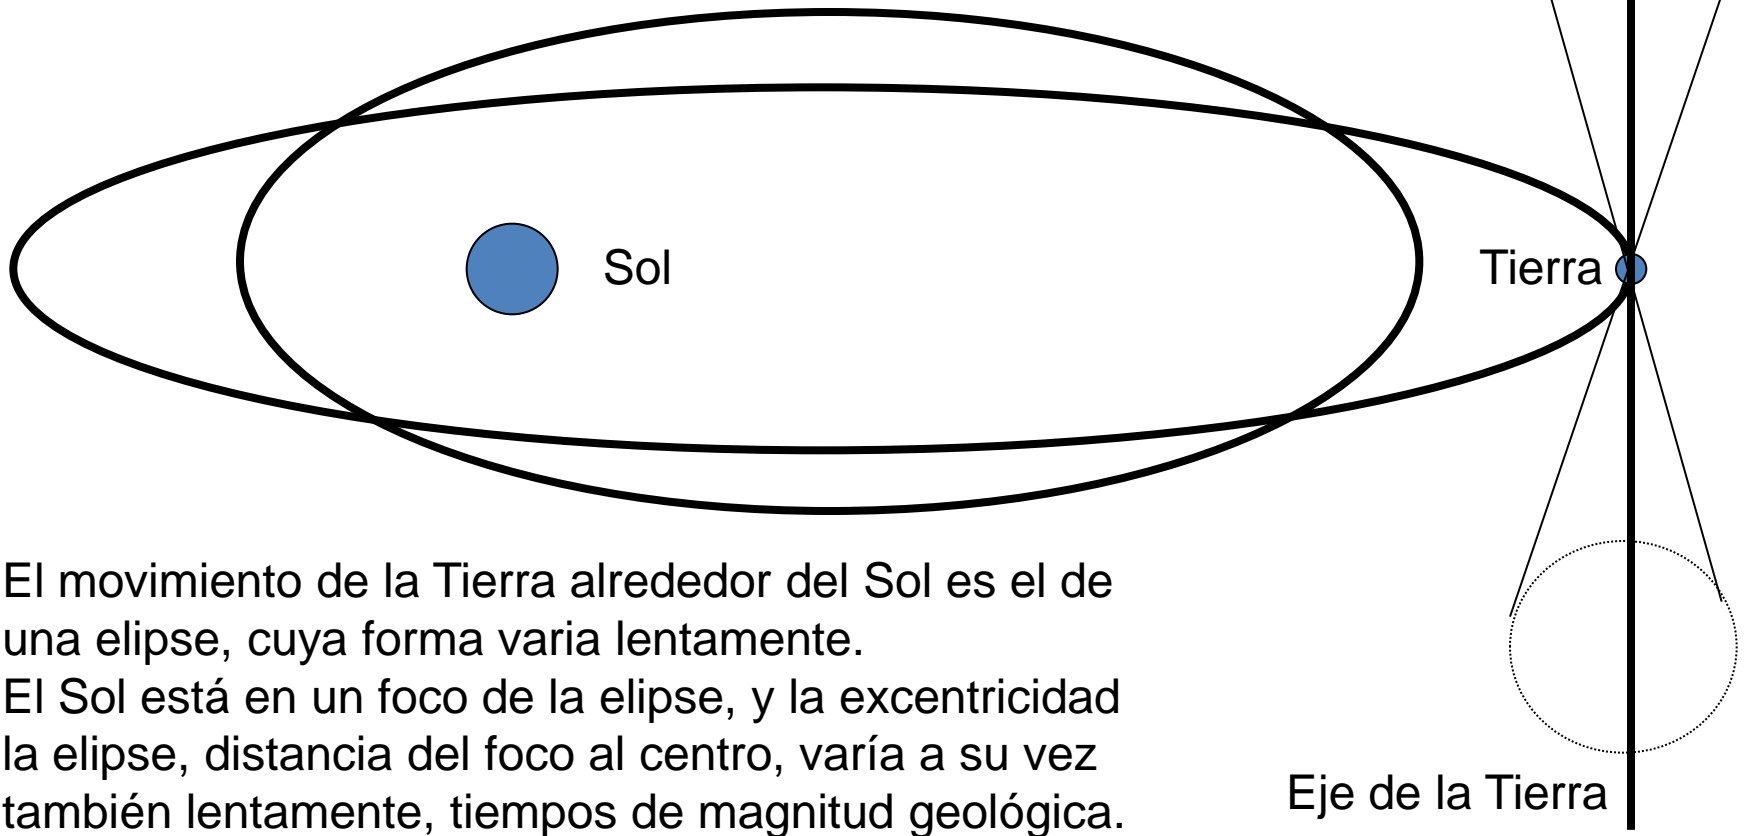 Sol
Tierra
El movimiento de la Tierra alrededor del Sol es el de
una elipse, cuya forma varia lentamente.
El Sol está en un foco de la elipse, y la excentricidad
la elipse, distancia del foco al centro, varía a su vez
también lentamente, tiempos de magnitud geológica.
Eje de la Tierra